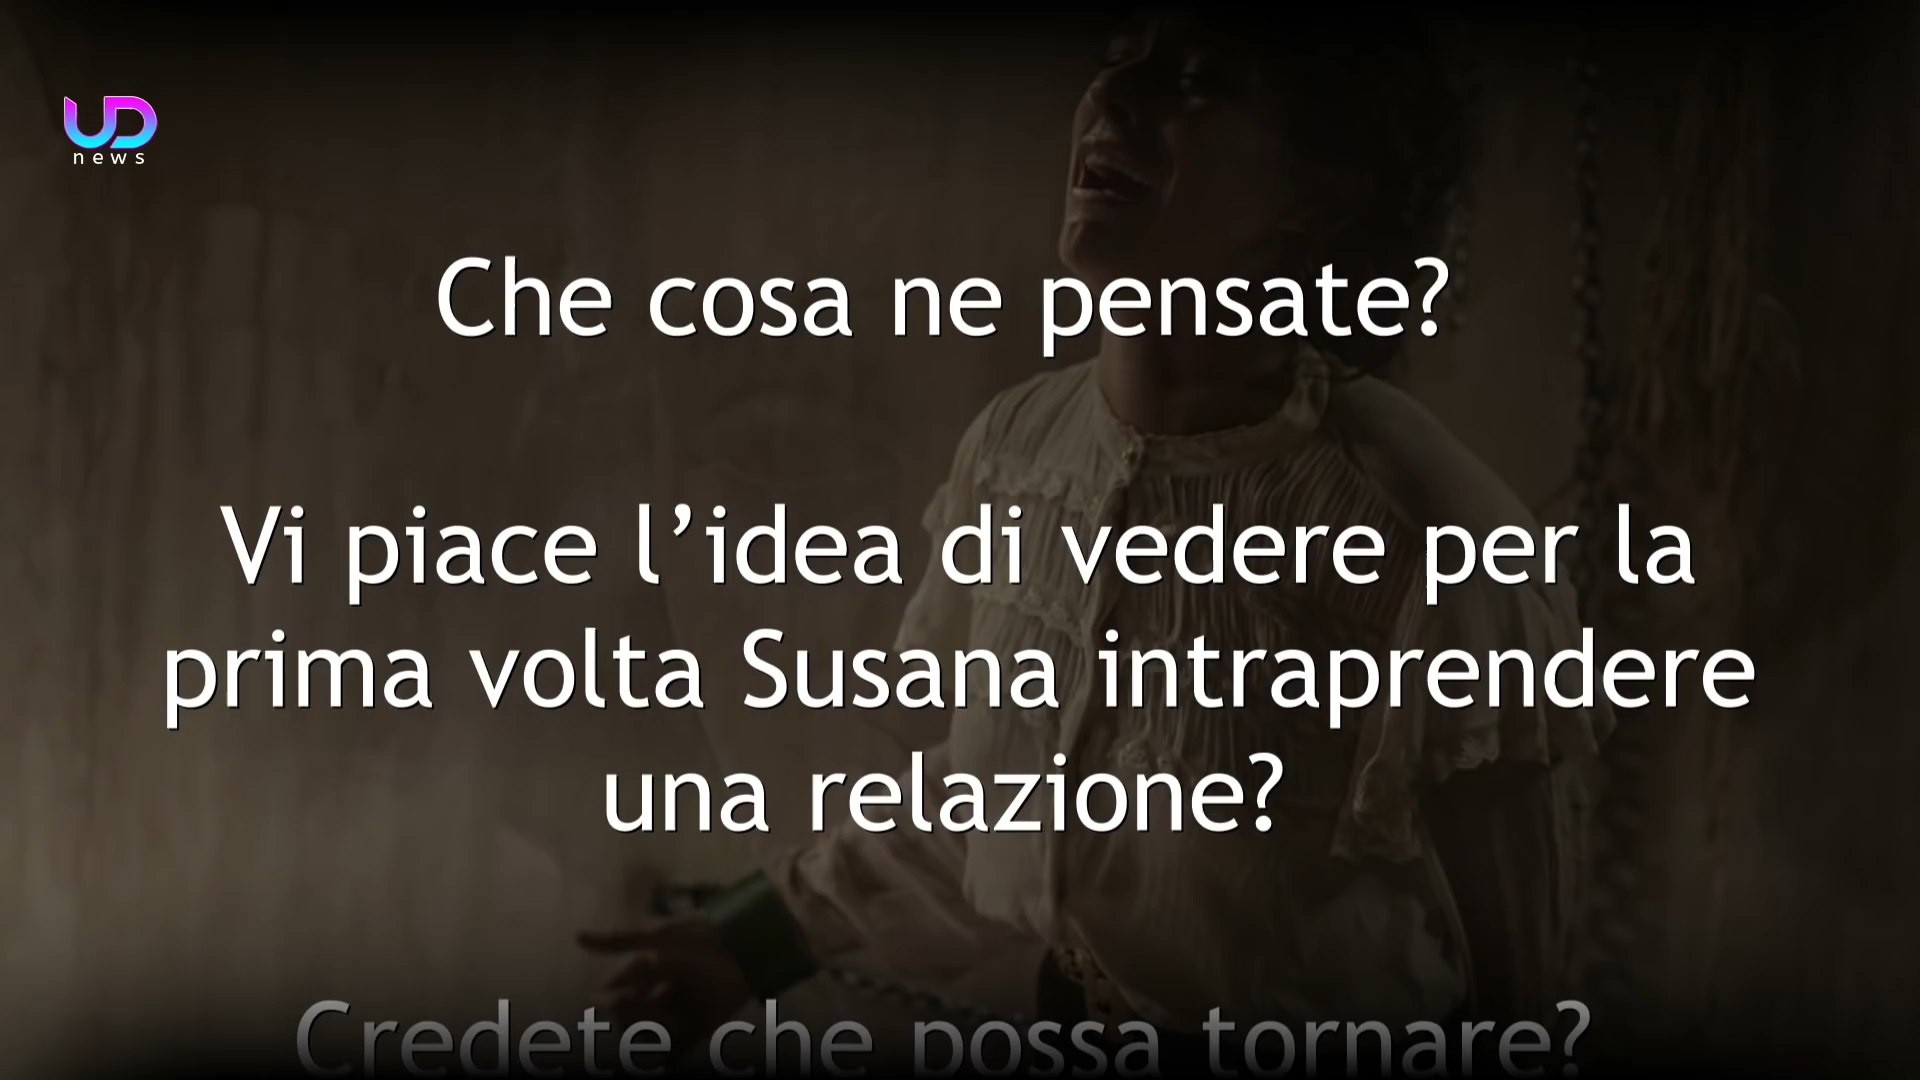 UD
news
Che cosa ne pensate?
Vi piace l’idea di vedere per la
prima volta Susana intraprendere
una relazione?
Credete che possa tornare?